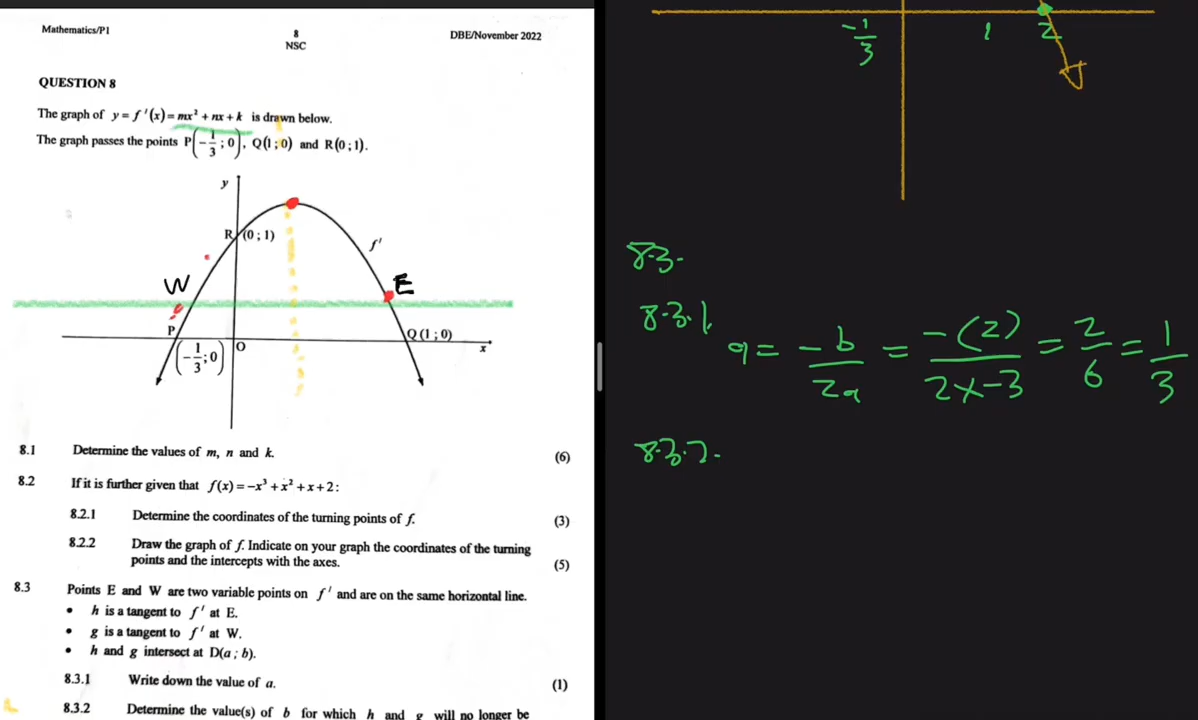 Mathematics/P1
8
NSC
DBE/November 2022
QUESTION 8
The graph of y = f '(x) = mx² + nx + k is drawn below.
The graph passes the points P(-1/3 ; 0), Q(1 ; 0) and R(0 ; 1).
y
R (0 ; 1)
f '
W
E
P
(-1/3 ; 0)
O
Q (1 ; 0)
x
8.1 Determine the values of m, n and k. (6)
8.2 If it is further given that f(x) = -x³ + x² + x + 2:
8.2.1 Determine the coordinates of the turning points of f. (3)
8.2.2 Draw the graph of f. Indicate on your graph the coordinates of the turning
points and the intercepts with the axes. (5)
8.3 Points E and W are two variable points on f ' and are on the same horizontal line.
• h is a tangent to f ' at E.
• g is a tangent to f ' at W.
• h and g intersect at D(a ; b).
8.3.1 Write down the value of a. (1)
8.3.2 Determine the value(s) of b for which h and g will no longer be
-1/3 1 2
8.3.
8.3.1.
a = -b/2a = -(2)/2×-3 = 2/6 = 1/3
8.3.2.